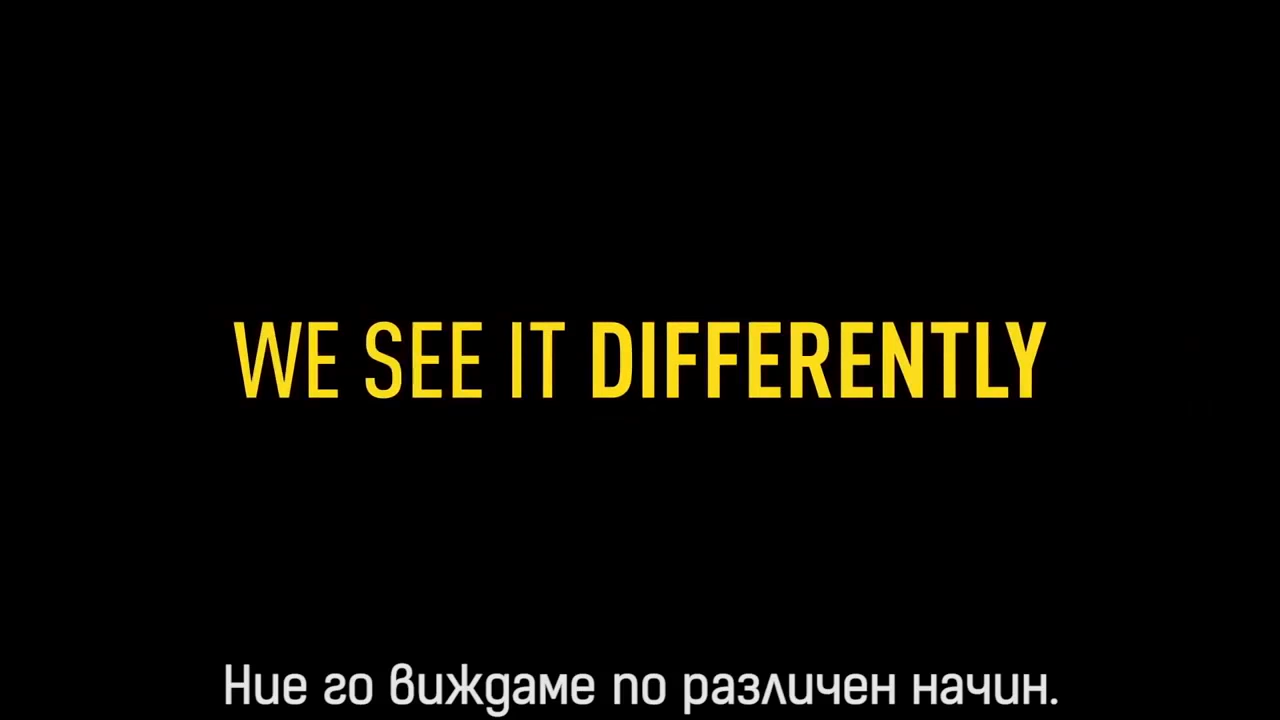 WE SEE IT DIFFERENTLY
Ние го виждаме по различен начин.